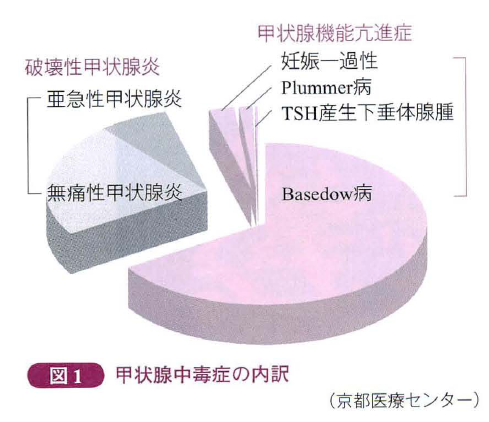 甲状腺機能亢進症
破壊性甲状腺炎
妊娠一過性
Plummer病
TSH産生下垂体腺腫
亜急性甲状腺炎
無痛性甲状腺炎
Basedow病
図1 甲状腺中毒症の内訳
(京都医療センター)